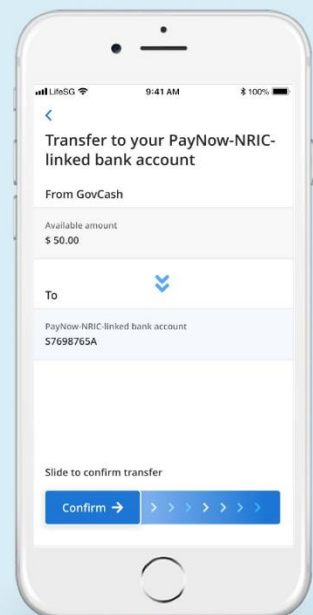 LifeSG 9:41 AM 100%
Transfer to your PayNow-NRIC-
linked bank account
From GovCash
Available amount
$ 50.00
To
PayNow-NRIC-linked bank account
S7698765A
Slide to confirm transfer
Confirm →